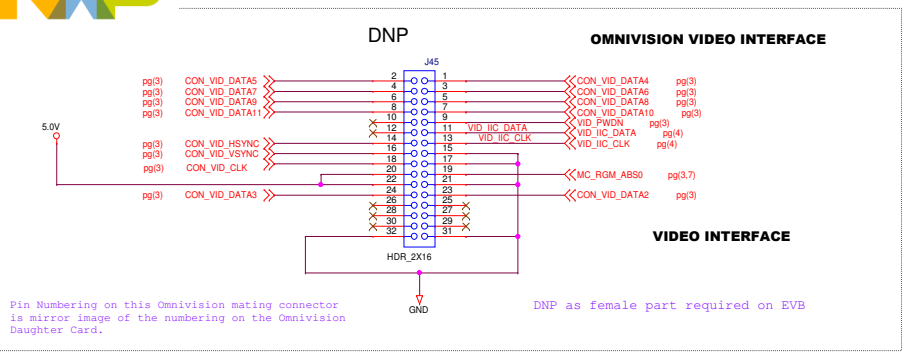 DNP
OMNIVISION VIDEO INTERFACE
J45
pg(3) CON_VID_DATA5 2 1 CON_VID_DATA4 pg(3)
pg(3) CON_VID_DATA7 4 3 CON_VID_DATA6 pg(3)
pg(3) CON_VID_DATA9 6 5 CON_VID_DATA8 pg(3)
pg(3) CON_VID_DATA11 8 7 CON_VID_DATA10 pg(3)
10 9 VID_PWDN pg(3)
5.0V 12 11 VID_IIC_DATA VID_IIC_DATA pg(4)
pg(3) CON_VID_HSYNC 14 13 VID_IIC_CLK VID_IIC_CLK pg(4)
pg(3) CON_VID_VSYNC 16 15
pg(3) CON_VID_CLK 18 17
20 19 MC_RGM_ABS0 pg(3,7)
22 21
pg(3) CON_VID_DATA3 24 23 CON_VID_DATA2 pg(3)
26 25
28 27
30 29
32 31
VIDEO INTERFACE
HDR_2X16
GND
Pin Numbering on this Omnivision mating connector
is mirror image of the numbering on the Omnivision
Daughter Card.
DNP as female part required on EVB